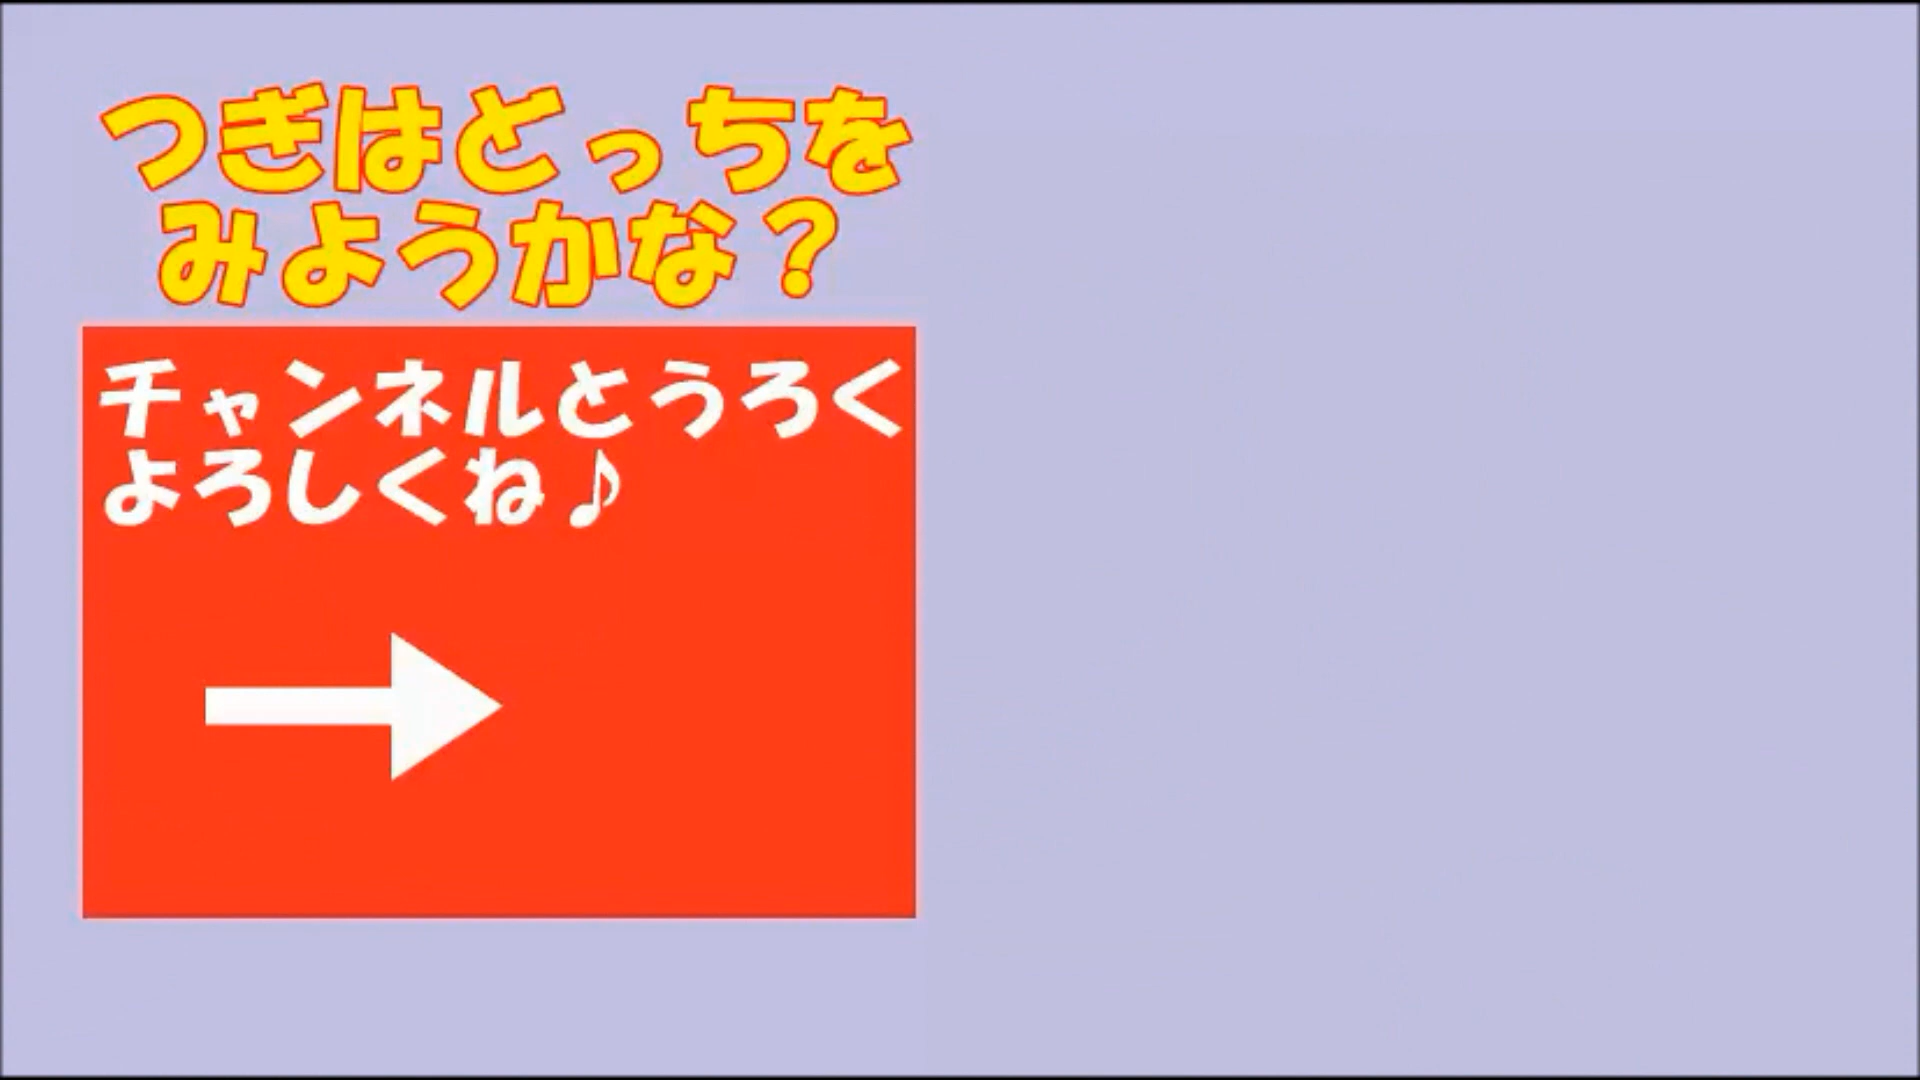 つぎはどっちを
みようかな？
チャンネルとうろく
よろしくね♪